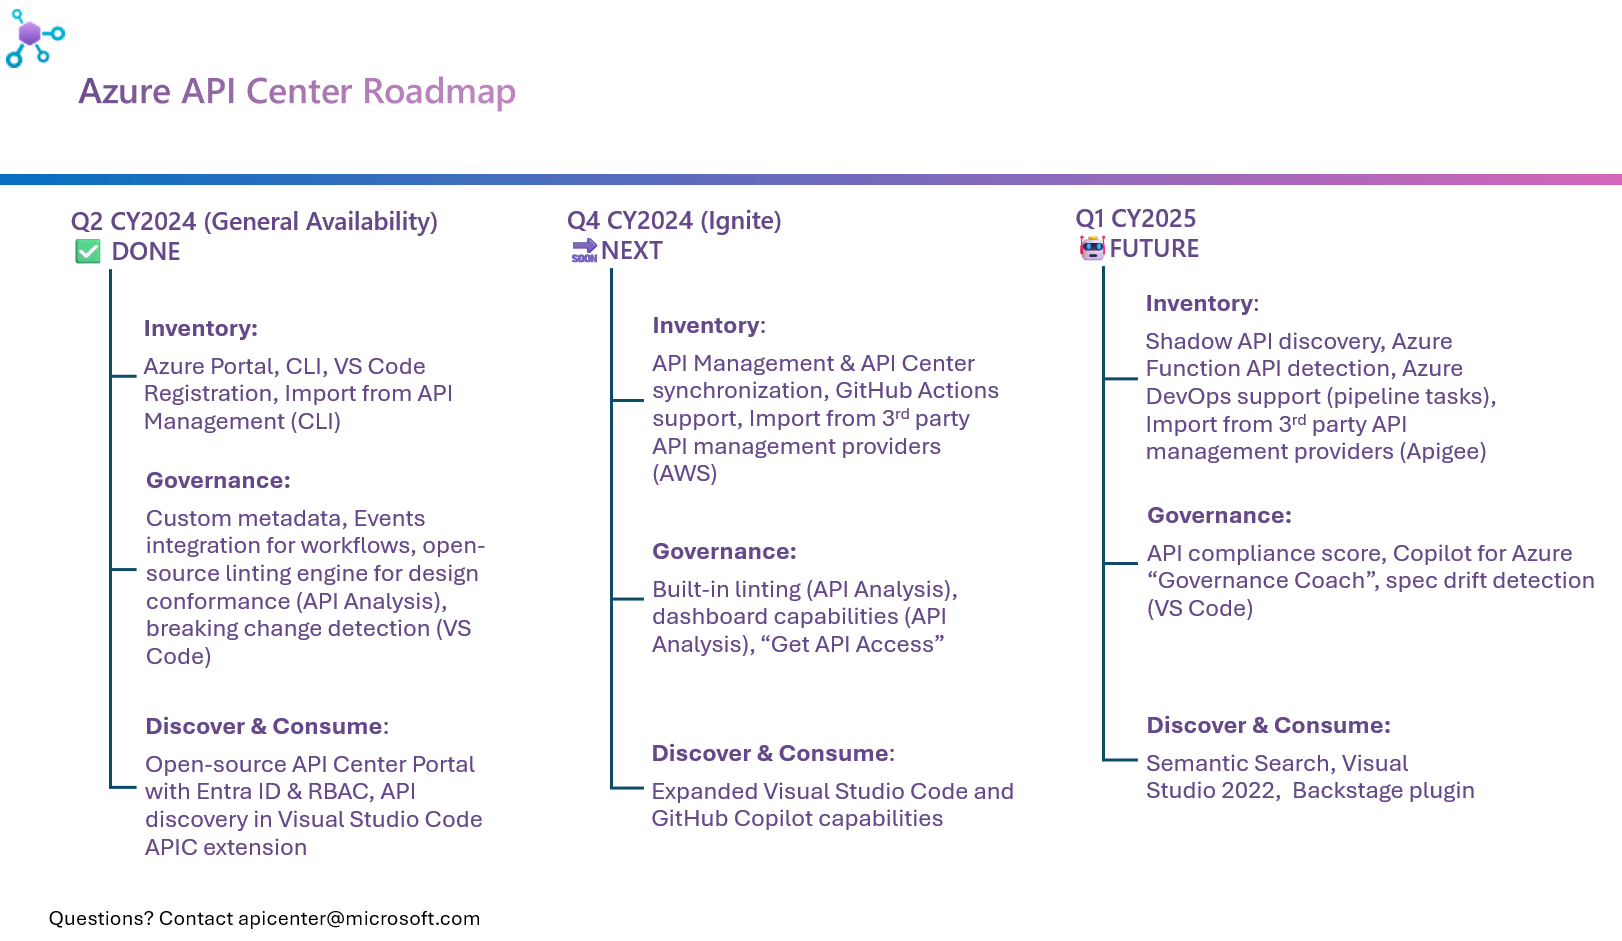 Azure API Center Roadmap
Q2 CY2024 (General Availability)
✅ DONE
Inventory:
Azure Portal, CLI, VS Code
Registration, Import from API
Management (CLI)
Governance:
Custom metadata, Events
integration for workflows, open-
source linting engine for design
conformance (API Analysis),
breaking change detection (VS
Code)
Discover & Consume:
Open-source API Center Portal
with Entra ID & RBAC, API
discovery in Visual Studio Code
APIC extension
Q4 CY2024 (Ignite)
🔜 NEXT
Inventory:
API Management & API Center
synchronization, GitHub Actions
support, Import from 3rd party
API management providers
(AWS)
Governance:
Built-in linting (API Analysis),
dashboard capabilities (API
Analysis), “Get API Access”
Discover & Consume:
Expanded Visual Studio Code and
GitHub Copilot capabilities
Q1 CY2025
🤖 FUTURE
Inventory:
Shadow API discovery, Azure
Function API detection, Azure
DevOps support (pipeline tasks),
Import from 3rd party API
management providers (Apigee)
Governance:
API compliance score, Copilot for Azure
“Governance Coach”, spec drift detection
(VS Code)
Discover & Consume:
Semantic Search, Visual
Studio 2022,  Backstage plugin
Questions? Contact apicenter@microsoft.com